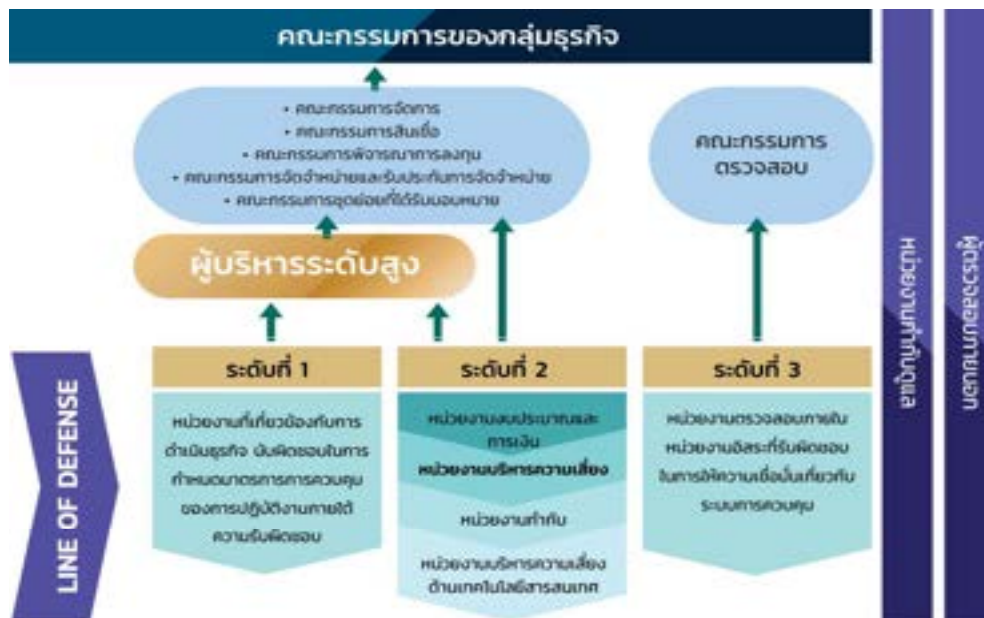 คณะกรรมการของกลุ่มธุรกิจ
• คณะกรรมการจัดการ
• คณะกรรมการสินเชื่อ
• คณะกรรมการพิจารณาการลงทุน
• คณะกรรมการจัดจำหน่ายและรับประกันการจัดจำหน่าย
• คณะกรรมการชุดย่อยที่ได้รับมอบหมาย
คณะกรรมการ
ตรวจสอบ
ผู้บริหารระดับสูง
LINE OF DEFENSE
ระดับที่ 1
หน่วยงานที่เกี่ยวข้องกับการ
ดำเนินธุรกิจ รับผิดชอบในการ
กำหนดมาตรการการควบคุม
ของการปฏิบัติงานภายใต้
ความรับผิดชอบ
ระดับที่ 2
หน่วยงานงบประมาณและ
การเงิน
หน่วยงานบริหารความเสี่ยง
หน่วยงานกำกับ
หน่วยงานบริหารความเสี่ยง
ด้านเทคโนโลยีสารสนเทศ
ระดับที่ 3
หน่วยงานตรวจสอบภายใน
หน่วยงานอิสระที่รับผิดชอบ
ในการให้ความเชื่อมั่นเกี่ยวกับ
ระบบการควบคุม
หน่วยงานกำกับดูแล
ผู้ตรวจสอบภายนอก